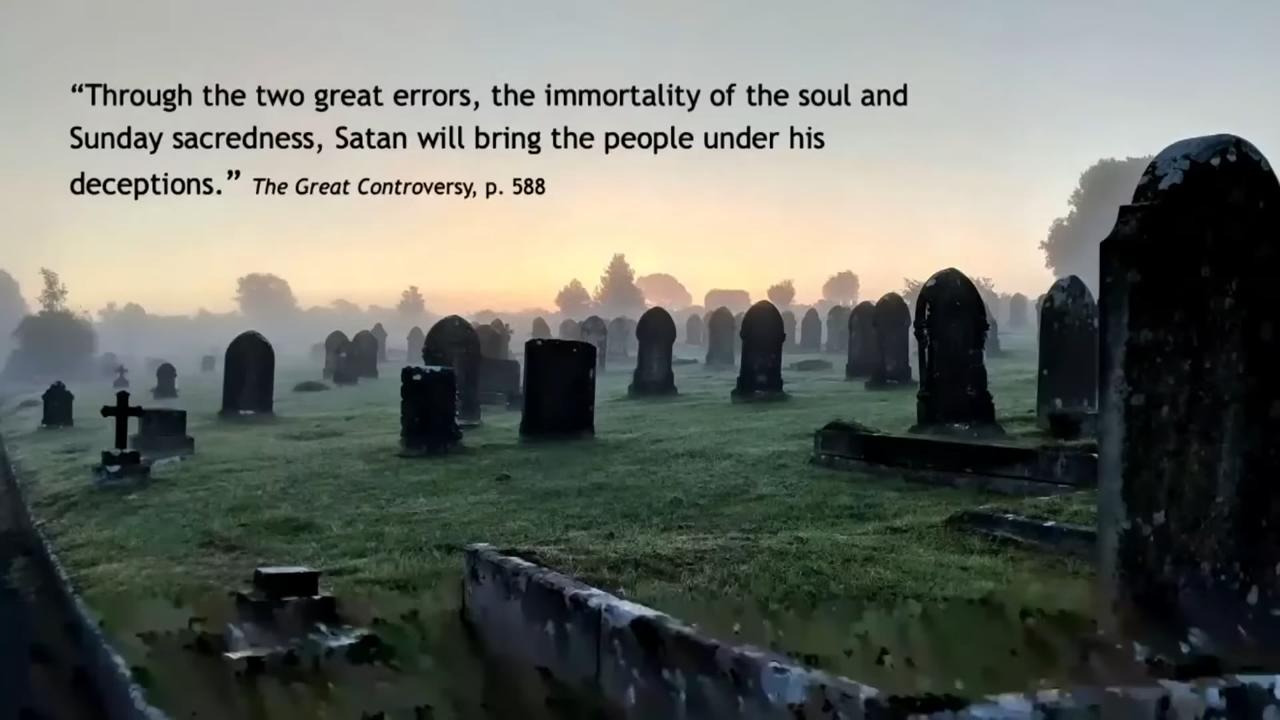 “Through the two great errors, the immortality of the soul and
Sunday sacredness, Satan will bring the people under his
deceptions.” The Great Controversy, p. 588